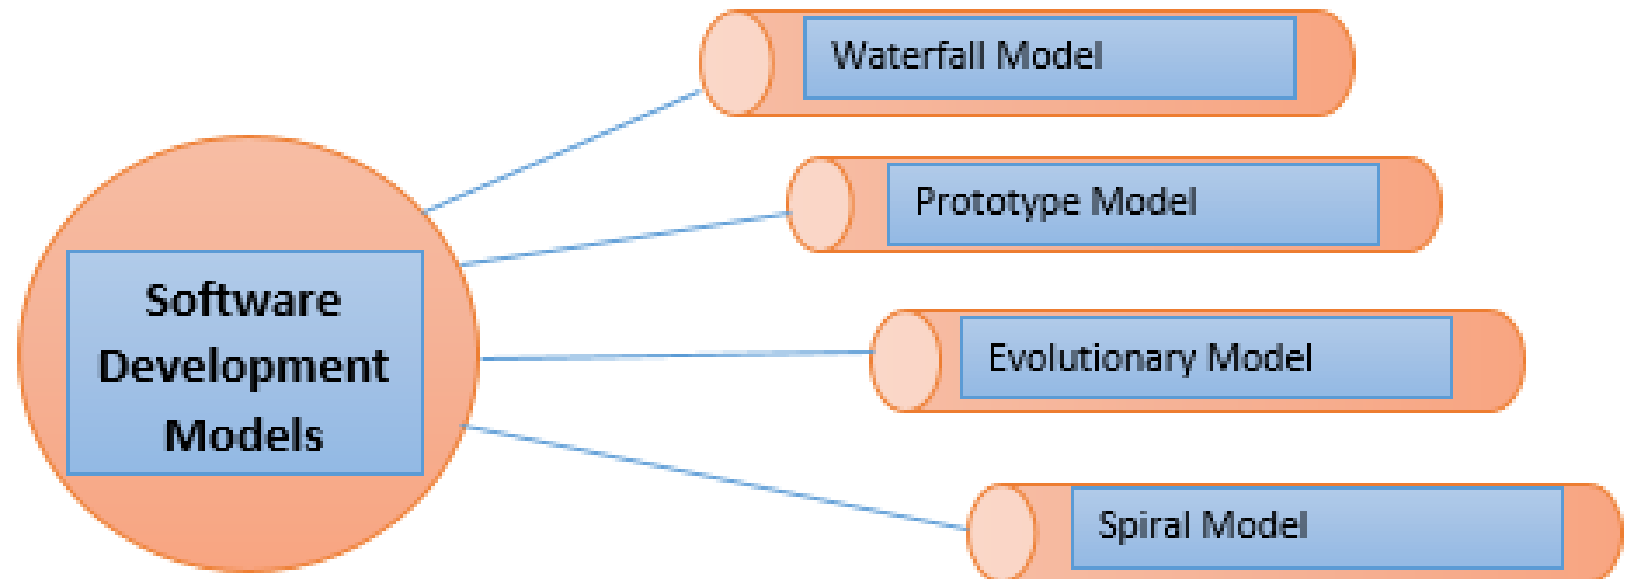 Waterfall Model
Prototype Model
Software
Development
Models
Evolutionary Model
Spiral Model